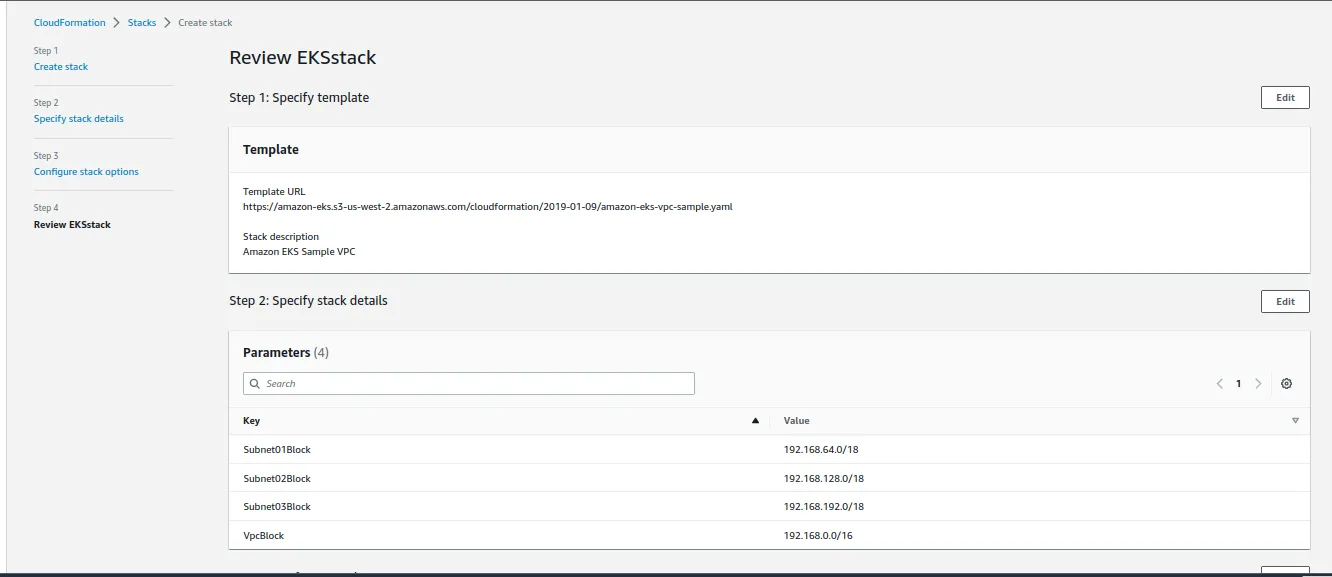 CloudFormation > Stacks > Create stack
Step 1
Create stack
Step 2
Specify stack details
Step 3
Configure stack options
Step 4
Review EKSstack
Review EKSstack
Step 1: Specify template
Edit
Template
Template URL
https://amazon-eks.s3-us-west-2.amazonaws.com/cloudformation/2019-01-09/amazon-eks-vpc-sample.yaml
Stack description
Amazon EKS Sample VPC
Step 2: Specify stack details
Edit
Parameters (4)
Search
1
Key Value
Subnet01Block 192.168.64.0/18
Subnet02Block 192.168.128.0/18
Subnet03Block 192.168.192.0/18
VpcBlock 192.168.0.0/16